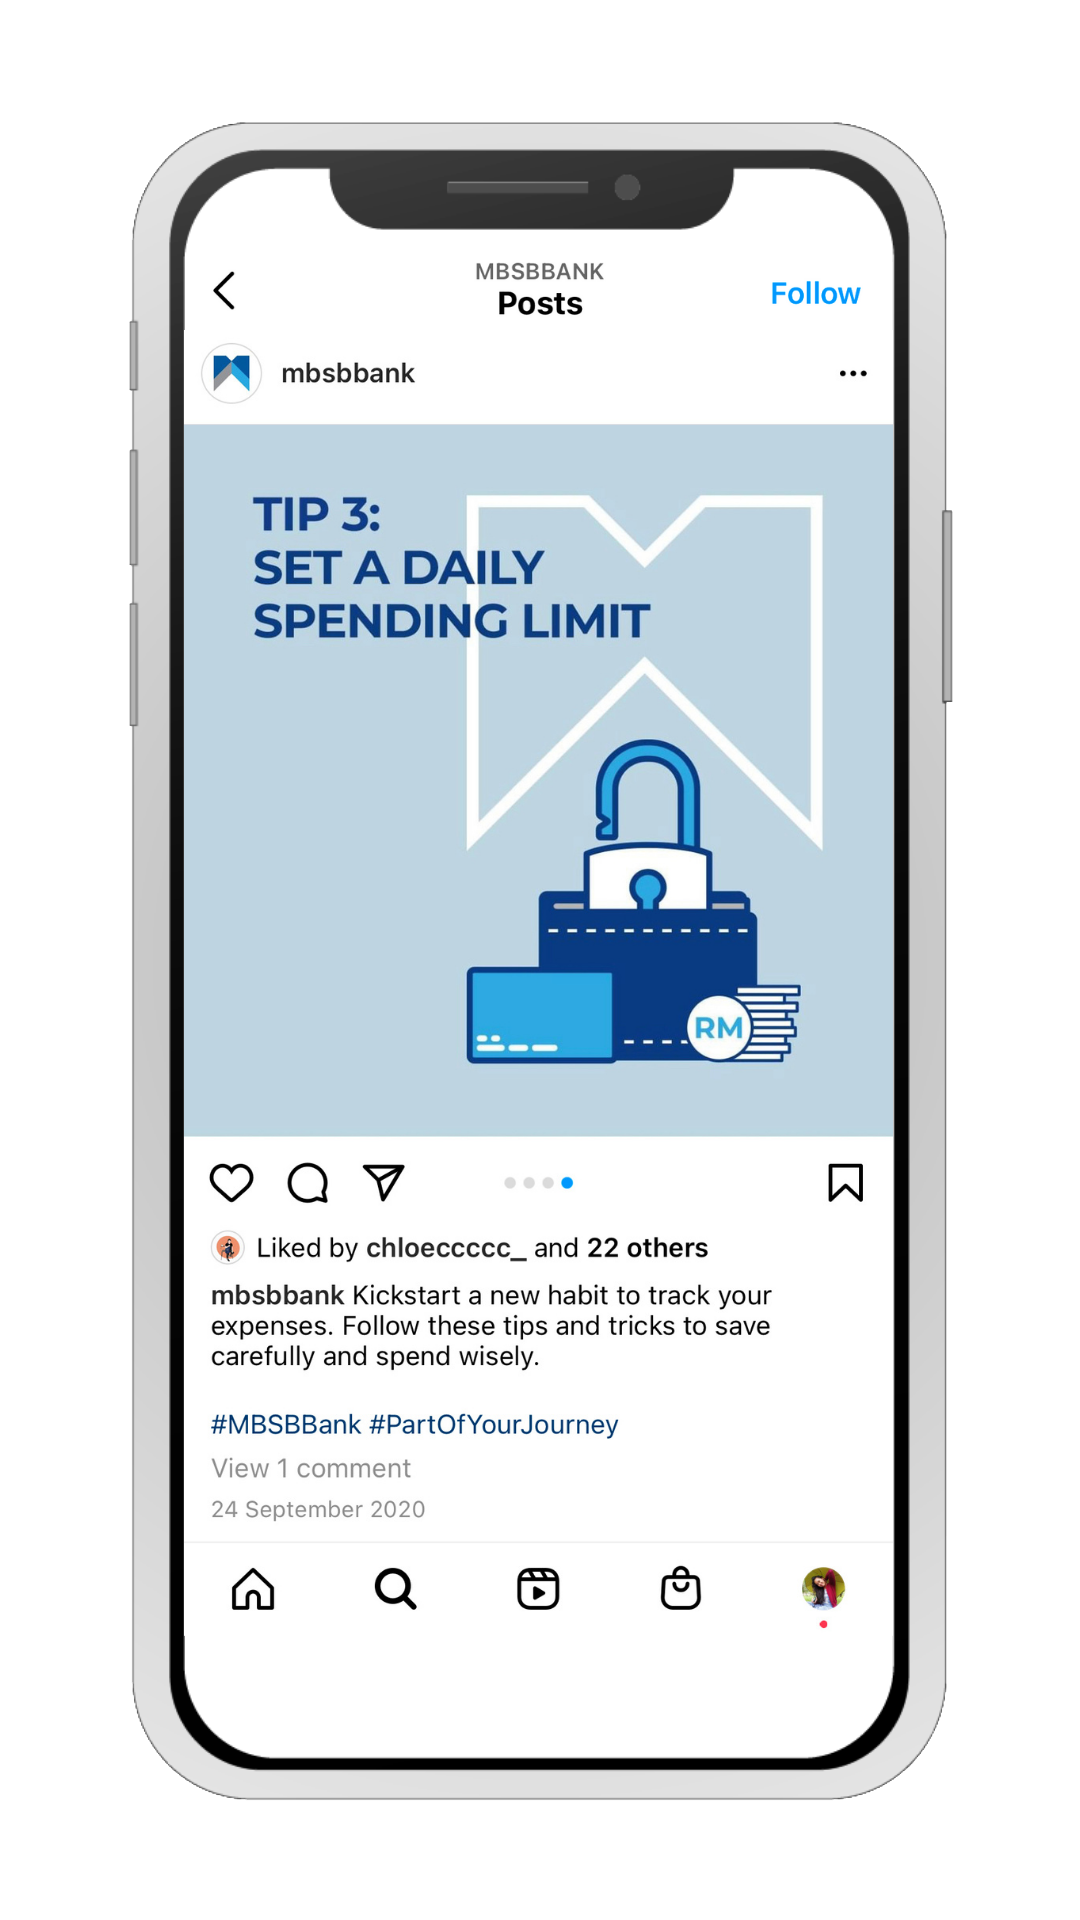 MBSBBANK
Posts
Follow
mbsbbank
TIP 3:
SET A DAILY
SPENDING LIMIT
RM
Liked by chloeccccc_ and 22 others
mbsbbank Kickstart a new habit to track your
expenses. Follow these tips and tricks to save
carefully and spend wisely.
#MBSBBank #PartOfYourJourney
View 1 comment
24 September 2020